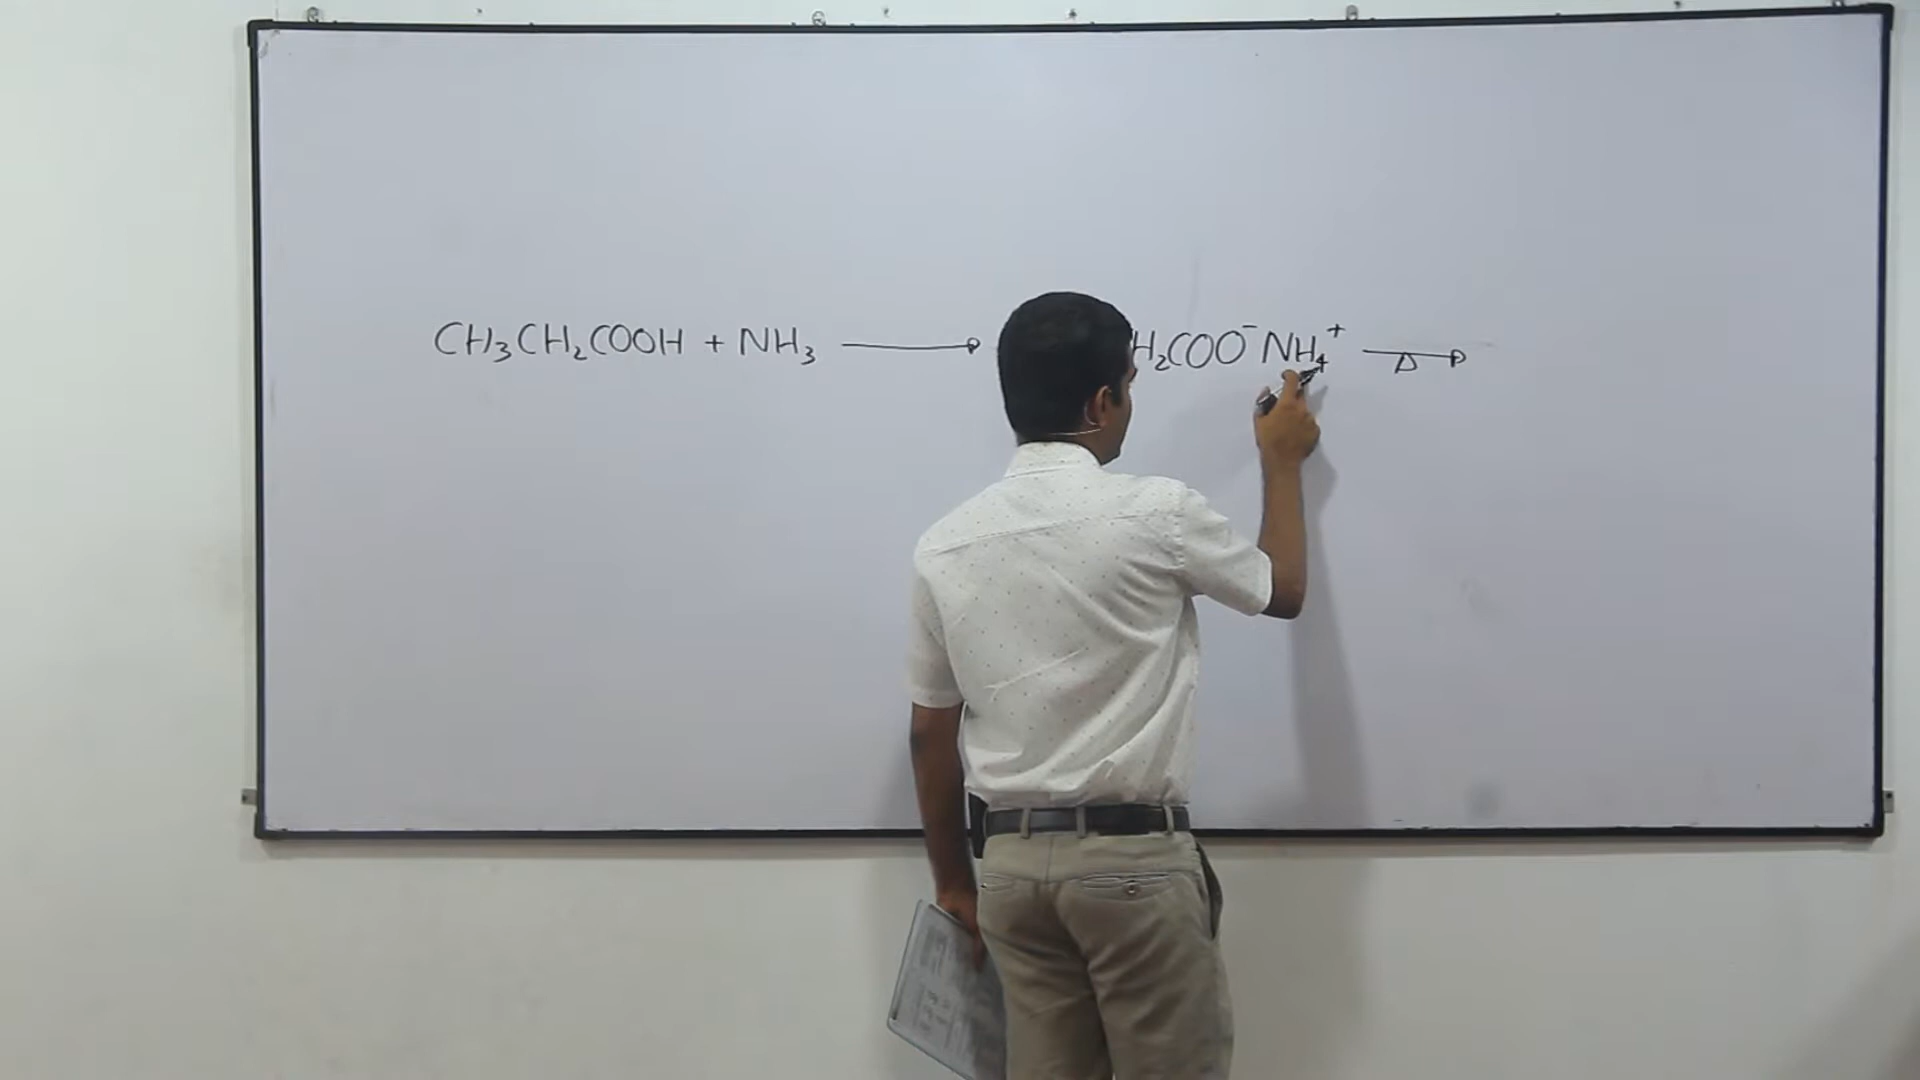 CH₃CH₂COOH + NH₃ ⟶ H₂COO⁻NH₄⁺ —Δ→